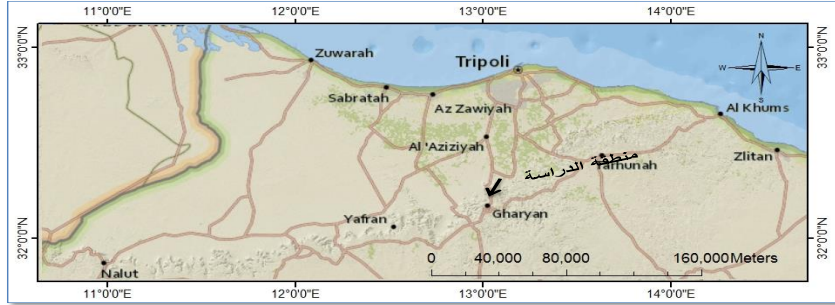 11°0'0"E 12°0'0"E 13°0'0"E 14°0'0"E
33°0'0"N
33°0'0"N
N
W E
S
Zuwarah
Tripoli
Sabratah
Az Zawiyah
Al Khums
Al 'Aziziyah
منطقة الدراسة
Tarhunah
Zlitan
Yafran
Gharyan
32°0'0"N
32°0'0"N
Nalut
0 40,000 80,000 160,000 Meters
11°0'0"E 12°0'0"E 13°0'0"E 14°0'0"E